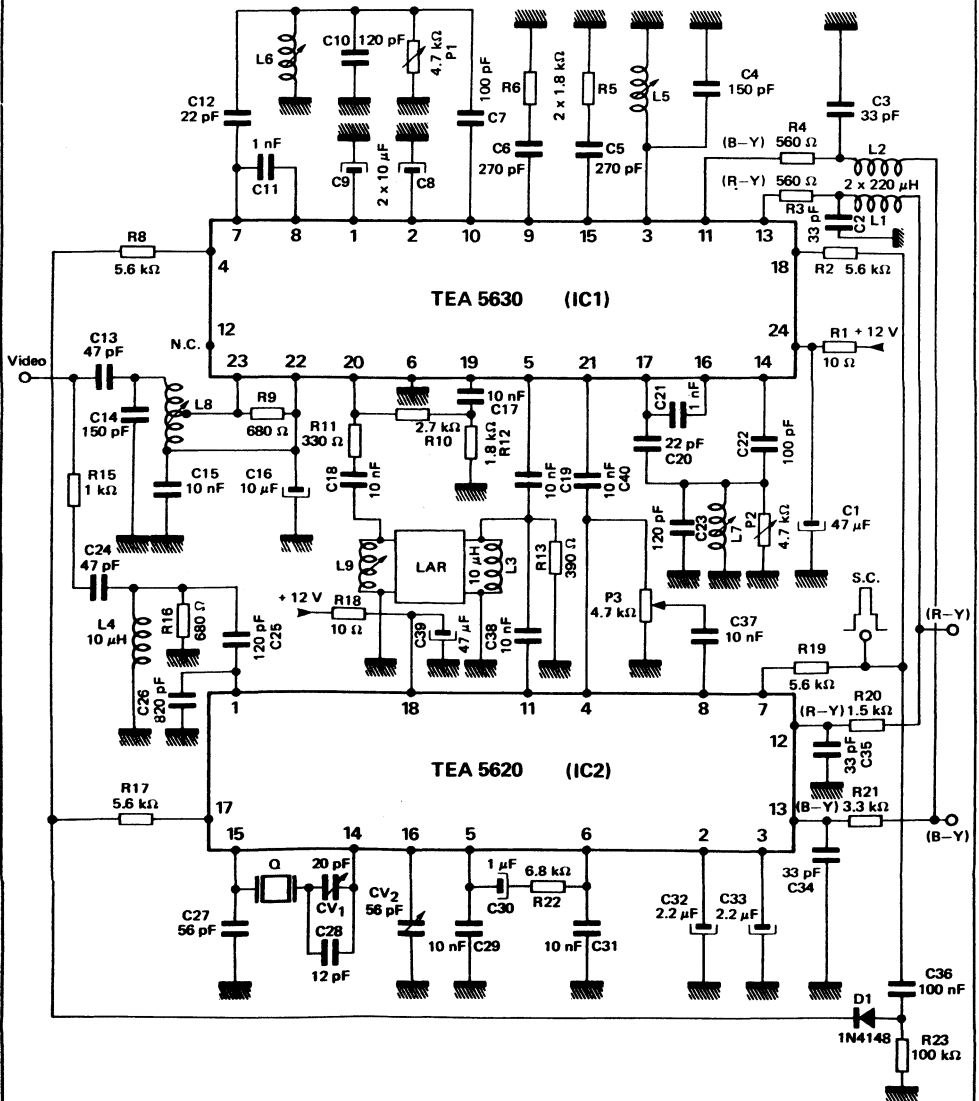 L6
C10 120 pF
4.7 kΩ
P1
C12
22 pF
100 pF
C7
R6
2 x 1.8 kΩ
R5
L5
C4
150 pF
C3
33 pF
1 nF
C11
C9
2 x 10 µF
C8
C6
270 pF
C5
270 pF
(B-Y)
R4
560 Ω
L2
(R-Y)
560 Ω
R3
2 x 220 µH
L1
33 pF
C2
7 8 1 2 10 9 15 3 11 13
R8
5.6 kΩ
4
18
R2 5.6 kΩ
TEA 5630 (IC1)
12
N.C.
24
R1 + 12 V
10 Ω
23 22 20 6 19 5 21 17 16 14
Video
C13
47 pF
C14
150 pF
L8
R9
680 Ω
R11
330 Ω
2.7 kΩ
R10
10 nF
C17
1.8 kΩ
R12
C21
1 nF
22 pF
C20
C22
100 pF
R15
1 kΩ
C15
10 nF
C16
10 µF
C18
10 nF
10 nF
C19
10 nF
C40
120 pF
C23
L7
P2
4.7 kΩ
C1
47 µF
C24
47 pF
L9
LAR
10 µH
L3
R13
390 Ω
S.C.
+ 12 V
R18
10 Ω
C39
47 µF
C38
10 nF
P3
4.7 kΩ
C37
10 nF
(R-Y)
L4
10 µH
R16
680 Ω
120 pF
C25
C26
820 pF
R19
5.6 kΩ
1 18 11 4 8 7
R20
(R-Y) 1.5 kΩ
12
33 pF
C35
TEA 5620 (IC2)
R17
5.6 kΩ
17
13
R21
(B-Y) 3.3 kΩ
(B-Y)
15 14 16 5 6 2 3
Q
20 pF
CV1
C28
12 pF
C27
56 pF
CV2
56 pF
1 µF
C30
6.8 kΩ
R22
10 nF C29
10 nF C31
C32
2.2 µF
C33
2.2 µF
33 pF
C34
C36
100 nF
D1
1N4148
R23
100 kΩ